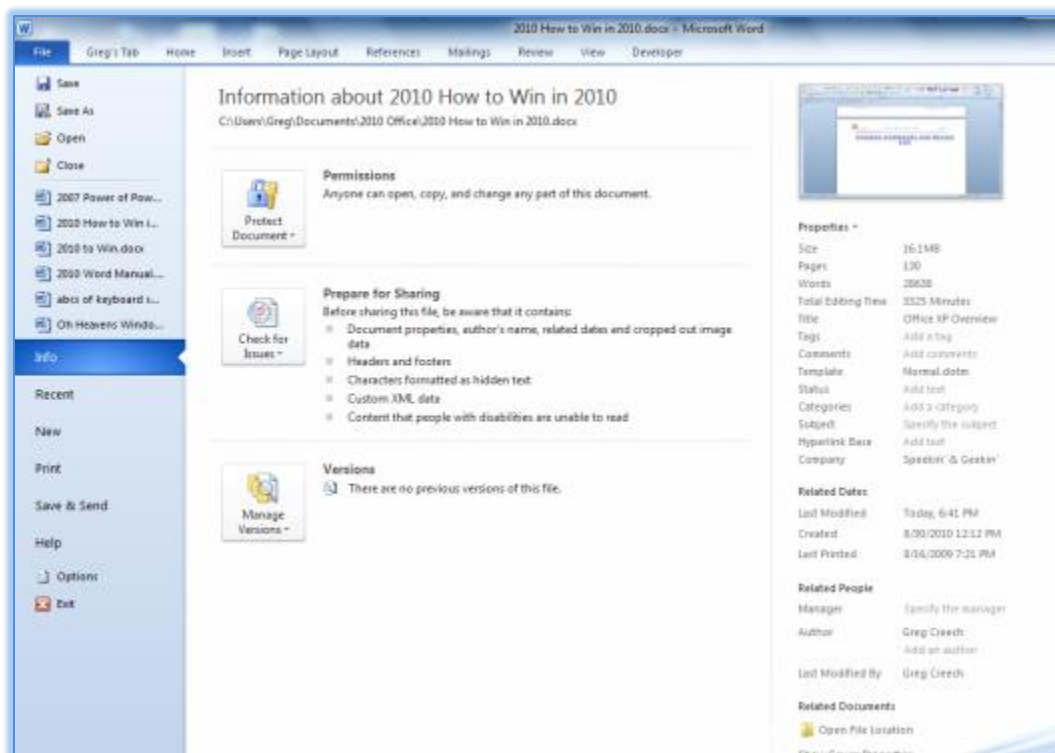 2010 How to Win in 2010.docx - Microsoft Word
File Greg's Tab Home Insert Page Layout References Mailings Review View Developer
Save
Save As
Open
Close
2007 Power of Pow...
2010 How to Win i...
2010 to Win.docx
2010 Word Manual...
abcs of keyboard s...
Oh Heavens Windo...
Info
Recent
New
Print
Save & Send
Help
Options
Exit
Information about 2010 How to Win in 2010
C:\Users\Greg\Documents\2010 Office\2010 How to Win in 2010.docx
Protect
Document
Permissions
Anyone can open, copy, and change any part of this document.
Check for
Issues
Prepare for Sharing
Before sharing this file, be aware that it contains:
Document properties, author's name, related dates and cropped out image
data
Headers and footers
Characters formatted as hidden text
Custom XML data
Content that people with disabilities are unable to read
Manage
Versions
Versions
There are no previous versions of this file.
Properties
Size 16.1MB
Pages 130
Words
Total Editing Time 3325 Minutes
Title Office XP Overview
Tags Add a tag
Comments Add comments
Template Normal.dotm
Status Add text
Categories Add a category
Subject Specify the subject
Hyperlink Base Add text
Company Speekin' & Geekin'
Related Dates
Last Modified Today, 6:41 PM
Created 8/30/2010 12:12 PM
Last Printed 8/16/2009 7:21 PM
Related People
Manager Specify the manager
Author Greg Creech
Add an author
Last Modified By Greg Creech
Related Documents
Open File Location